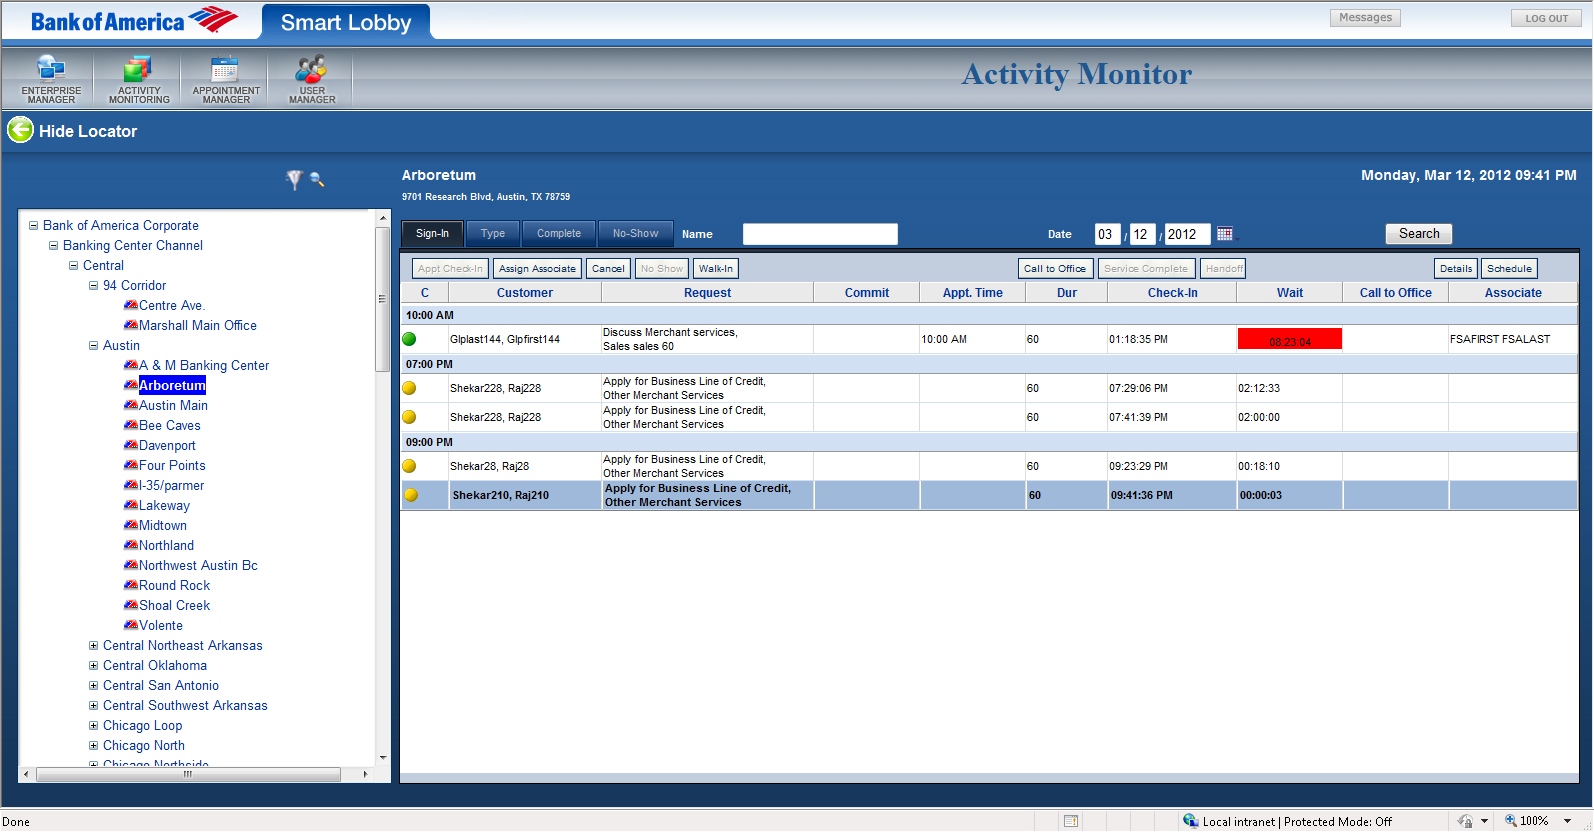 Bank of America
Smart Lobby
Messages
LOG OUT
ENTERPRISE MANAGER
ACTIVITY MONITORING
APPOINTMENT MANAGER
USER MANAGER
Activity Monitor
Hide Locator
Arboretum
Monday, Mar 12, 2012 09:41 PM
9701 Research Blvd, Austin, TX 78759
Bank of America Corporate
Banking Center Channel
Central
94 Corridor
Centre Ave.
Marshall Main Office
Austin
A & M Banking Center
Arboretum
Austin Main
Bee Caves
Davenport
Four Points
I-35/parmer
Lakeway
Midtown
Northland
Northwest Austin Bc
Round Rock
Shoal Creek
Volente
Central Northeast Arkansas
Central Oklahoma
Central San Antonio
Central Southwest Arkansas
Chicago Loop
Chicago North
Chicago Northside
Sign-In Type Complete No-Show Name Date 03 / 12 / 2012 Search
Appt Check-In Assign Associate Cancel No Show Walk-In Call to Office Service Complete Handoff Details Schedule
C Customer Request Commit Appt. Time Dur Check-In Wait Call to Office Associate
10:00 AM
Glplast144, Glpfirst144 Discuss Merchant services, Sales sales 60 10:00 AM 60 01:18:35 PM 08:23:04 FSAFIRST FSALAST
07:00 PM
Shekar228, Raj228 Apply for Business Line of Credit, Other Merchant Services 60 07:29:06 PM 02:12:33
Shekar228, Raj228 Apply for Business Line of Credit, Other Merchant Services 60 07:41:39 PM 02:00:00
09:00 PM
Shekar28, Raj28 Apply for Business Line of Credit, Other Merchant Services 60 09:23:29 PM 00:18:10
Shekar210, Raj210 Apply for Business Line of Credit, Other Merchant Services 60 09:41:36 PM 00:00:03
Done
Local intranet | Protected Mode: Off
100%